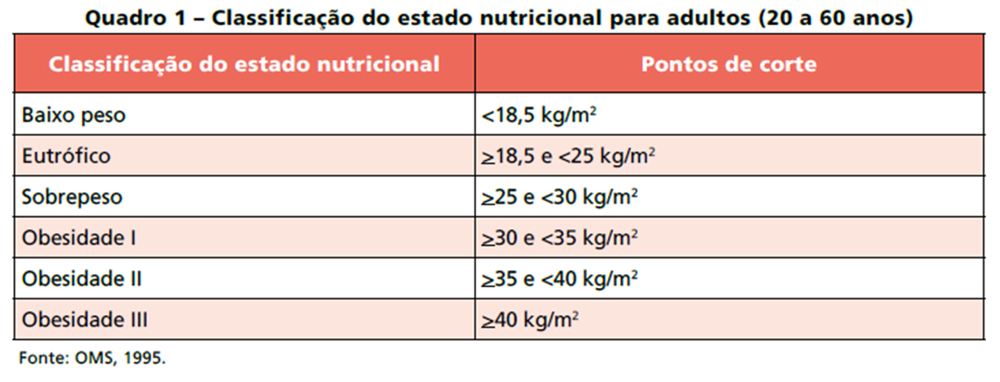 Quadro 1 – Classificação do estado nutricional para adultos (20 a 60 anos)
Classificação do estado nutricional Pontos de corte
Baixo peso <18,5 kg/m²
Eutrófico ≥18,5 e <25 kg/m²
Sobrepeso ≥25 e <30 kg/m²
Obesidade I ≥30 e <35 kg/m²
Obesidade II ≥35 e <40 kg/m²
Obesidade III ≥40 kg/m²
Fonte: OMS, 1995.